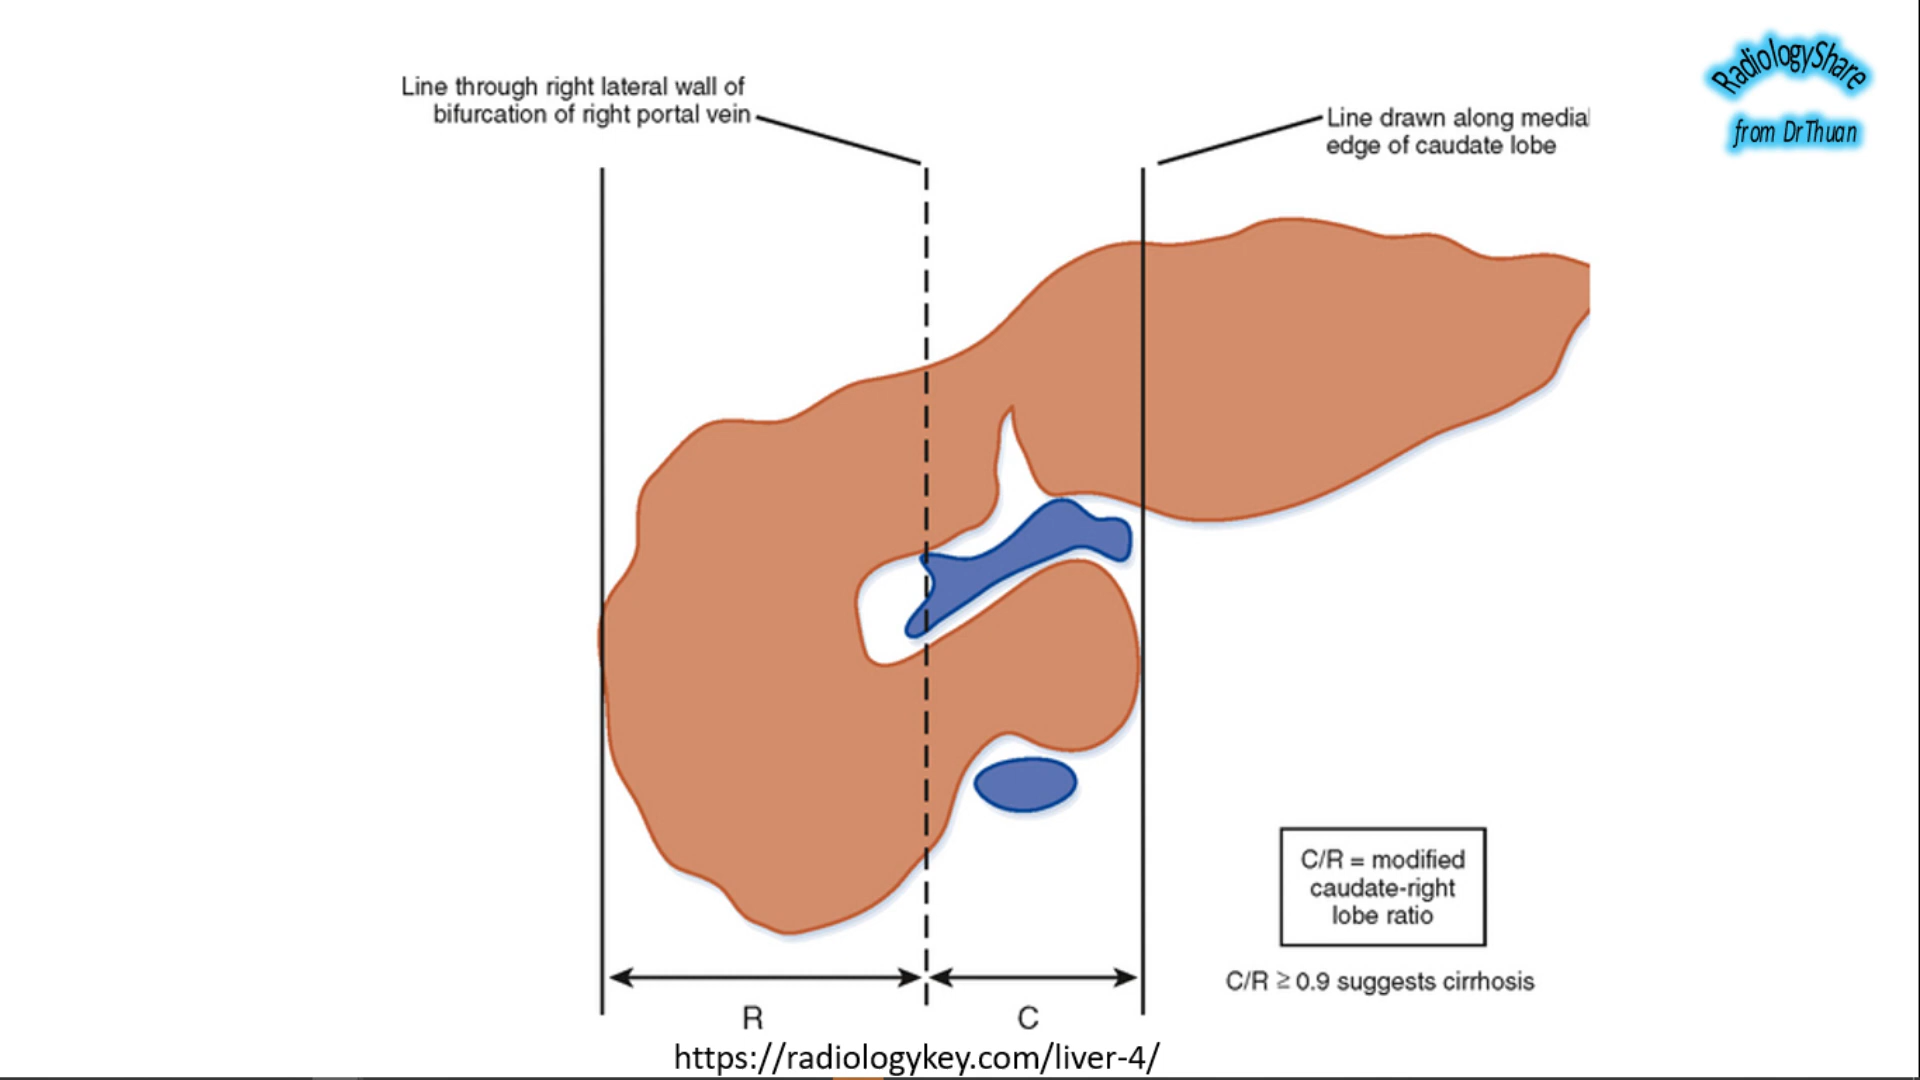 Line through right lateral wall of
bifurcation of right portal vein
Line drawn along medial
edge of caudate lobe
RadiologyShare
from DrThuan
C/R = modified
caudate-right
lobe ratio
C/R ≥ 0.9 suggests cirrhosis
R
C
https://radiologykey.com/liver-4/